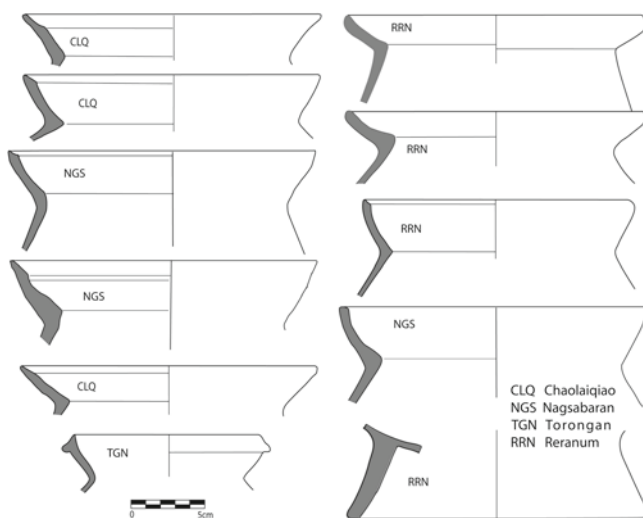 CLQ
CLQ
NGS
NGS
CLQ
TGN
0 5cm
RRN
RRN
RRN
NGS
RRN
CLQ Chaolaiqiao
NGS Nagsabaran
TGN Torongan
RRN Reranum